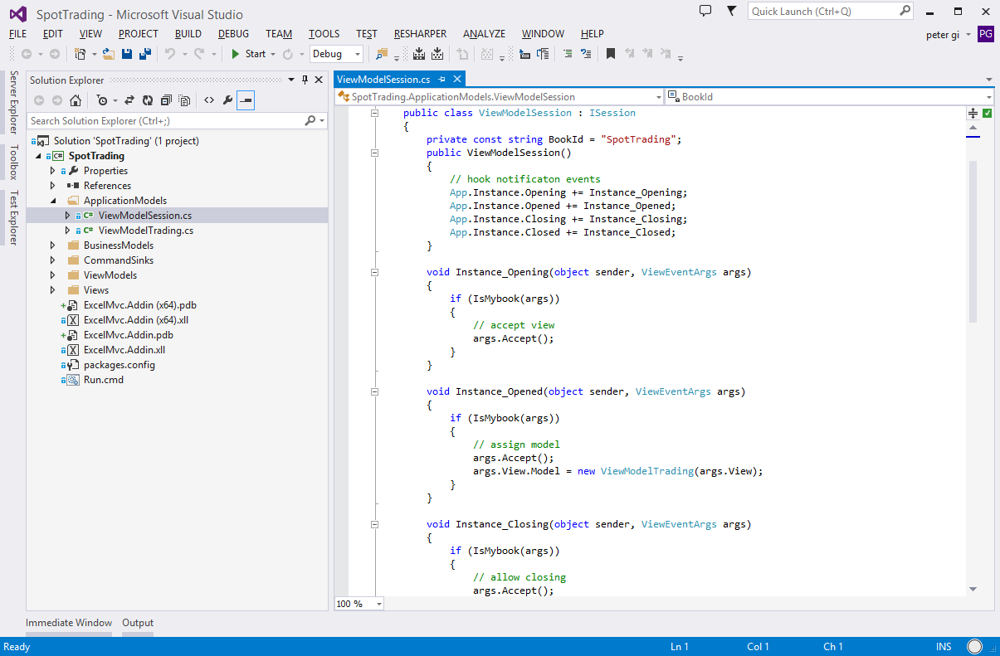 SpotTrading - Microsoft Visual Studio
Quick Launch (Ctrl+Q)
FILE EDIT VIEW PROJECT BUILD DEBUG TEAM TOOLS TEST RESHARPER ANALYZE WINDOW HELP
peter gi PG
Start Debug
Server Explorer
Toolbox
Test Explorer
Solution Explorer
Search Solution Explorer (Ctrl+;)
Solution 'SpotTrading' (1 project)
C# SpotTrading
Properties
References
ApplicationModels
C# ViewModelSession.cs
C# ViewModelTrading.cs
BusinessModels
CommandSinks
ViewModels
Views
ExcelMvc.Addin (x64).pdb
ExcelMvc.Addin (x64).xll
ExcelMvc.Addin.pdb
ExcelMvc.Addin.xll
packages.config
Run.cmd
ViewModelSession.cs
SpotTrading.ApplicationModels.ViewModelSession
BookId
public class ViewModelSession : ISession
{
private const string BookId = "SpotTrading";
public ViewModelSession()
{
// hook notificaton events
App.Instance.Opening += Instance_Opening;
App.Instance.Opened += Instance_Opened;
App.Instance.Closing += Instance_Closing;
App.Instance.Closed += Instance_Closed;
}
void Instance_Opening(object sender, ViewEventArgs args)
{
if (IsMybook(args))
{
// accept view
args.Accept();
}
}
void Instance_Opened(object sender, ViewEventArgs args)
{
if (IsMybook(args))
{
// assign model
args.Accept();
args.View.Model = new ViewModelTrading(args.View);
}
}
void Instance_Closing(object sender, ViewEventArgs args)
{
if (IsMybook(args))
{
// allow closing
args.Accept();
100 %
Immediate Window Output
Ready Ln 1 Col 1 Ch 1 INS